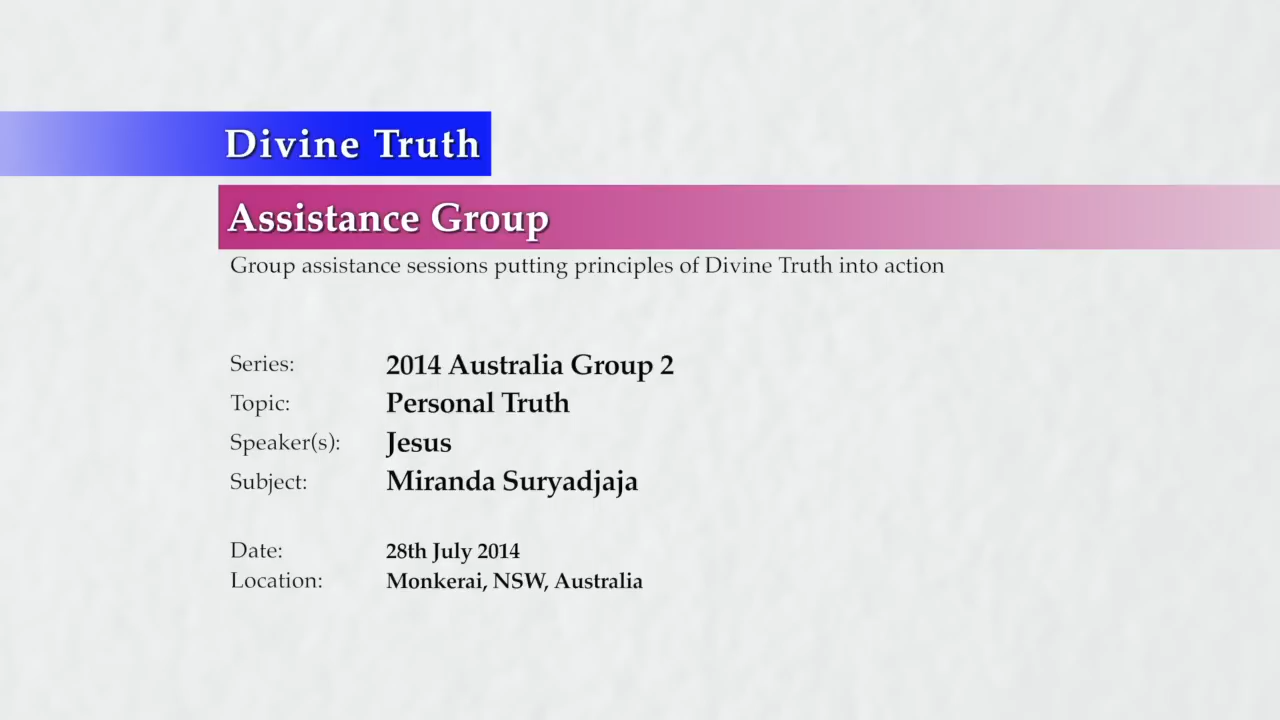 Divine Truth
Assistance Group
Group assistance sessions putting principles of Divine Truth into action
Series: 2014 Australia Group 2
Topic: Personal Truth
Speaker(s): Jesus
Subject: Miranda Suryadjaja
Date: 28th July 2014
Location: Monkerai, NSW, Australia